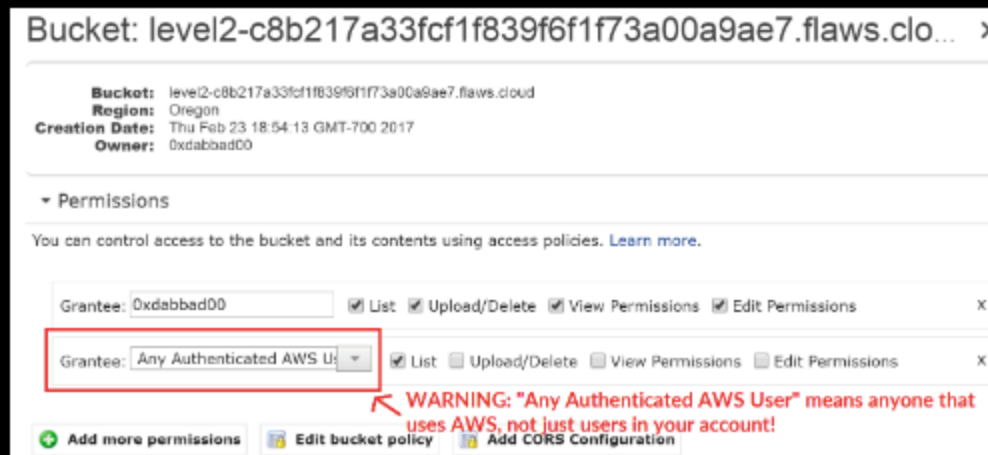 Bucket: level2-c8b217a33fcf1f839f6f1f73a00a9ae7.flaws.clo... x
Bucket: level2-c8b217a33fcf1f839f6f1f73a00a9ae7.flaws.cloud
Region: Oregon
Creation Date: Thu Feb 23 18:54:13 GMT-700 2017
Owner: 0xdabbad00
Permissions
You can control access to the bucket and its contents using access policies. Learn more.
Grantee: 0xdabbad00 List Upload/Delete View Permissions Edit Permissions x
Grantee: Any Authenticated AWS Us List Upload/Delete View Permissions Edit Permissions x
WARNING: "Any Authenticated AWS User" means anyone that
uses AWS, not just users in your account!
Add more permissions Edit bucket policy Add CORS Configuration